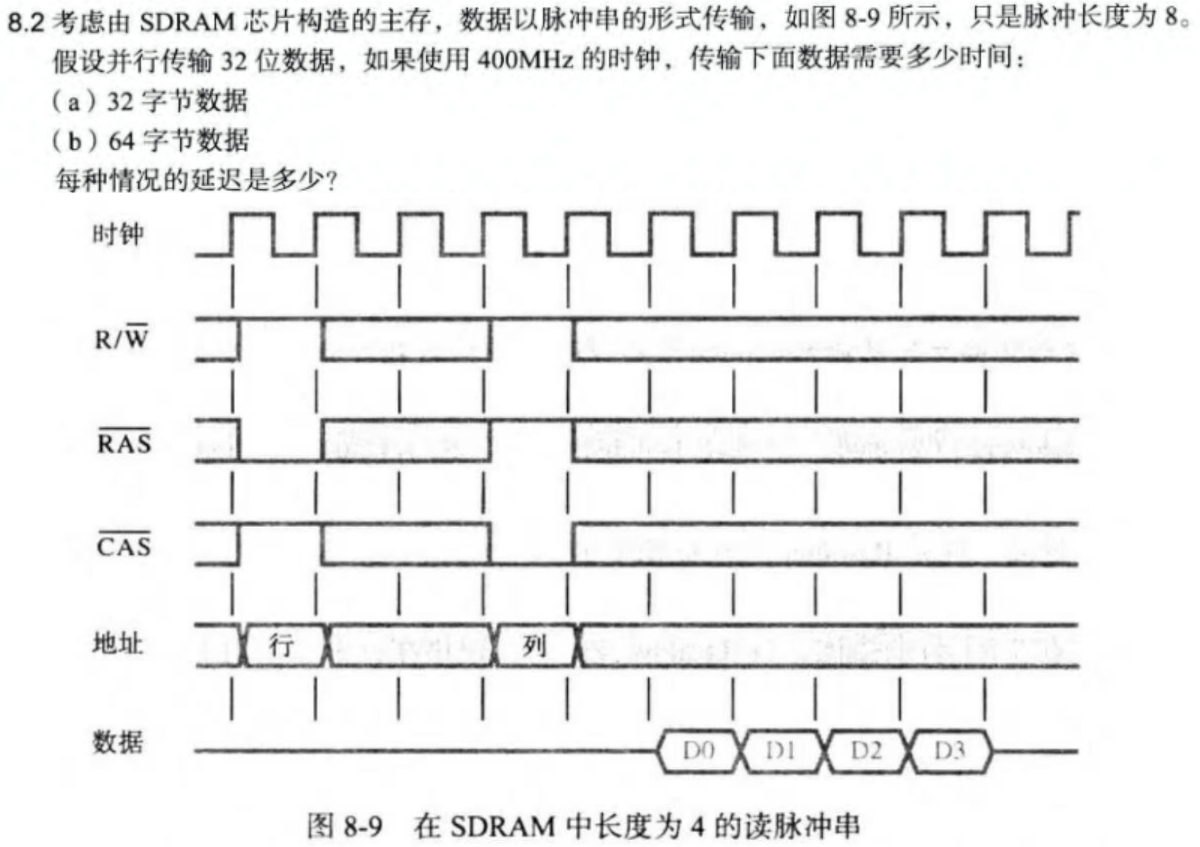 8.2 考虑由 SDRAM 芯片构造的主存，数据以脉冲串的形式传输，如图 8-9 所示，只是脉冲长度为 8。
假设并行传输 32 位数据，如果使用 400MHz 的时钟，传输下面数据需要多少时间：
（a）32 字节数据
（b）64 字节数据
每种情况的延迟是多少？
时钟
R/W̅
R̅A̅S̅
C̅A̅S̅
地址 行 列
数据 D0 D1 D2 D3
图 8-9 在 SDRAM 中长度为 4 的读脉冲串